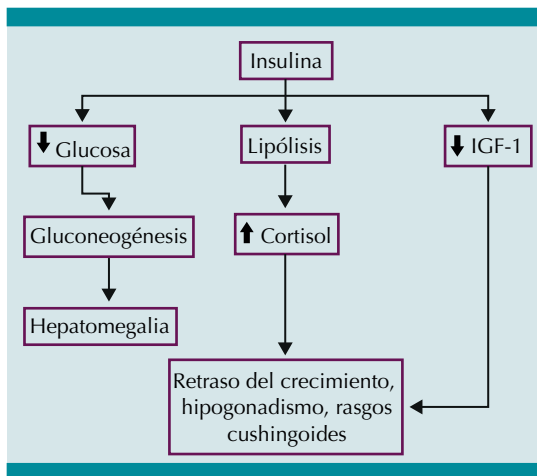 Insulina
Glucosa
Lipólisis
IGF-1
Gluconeogénesis
Cortisol
Hepatomegalia
Retraso del crecimiento,
hipogonadismo, rasgos
cushingoides